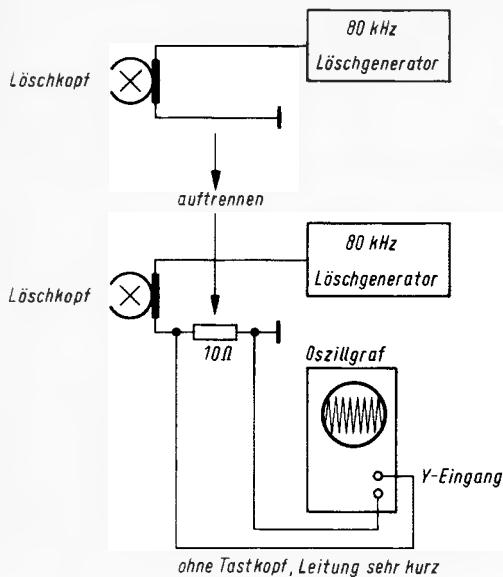 80 kHz
Löschgenerator
Löschkopf
auftrennen
80 kHz
Löschgenerator
Löschkopf
10Ω
Oszillgraf
Y-Eingang
ohne Tastkopf, Leitung sehr kurz